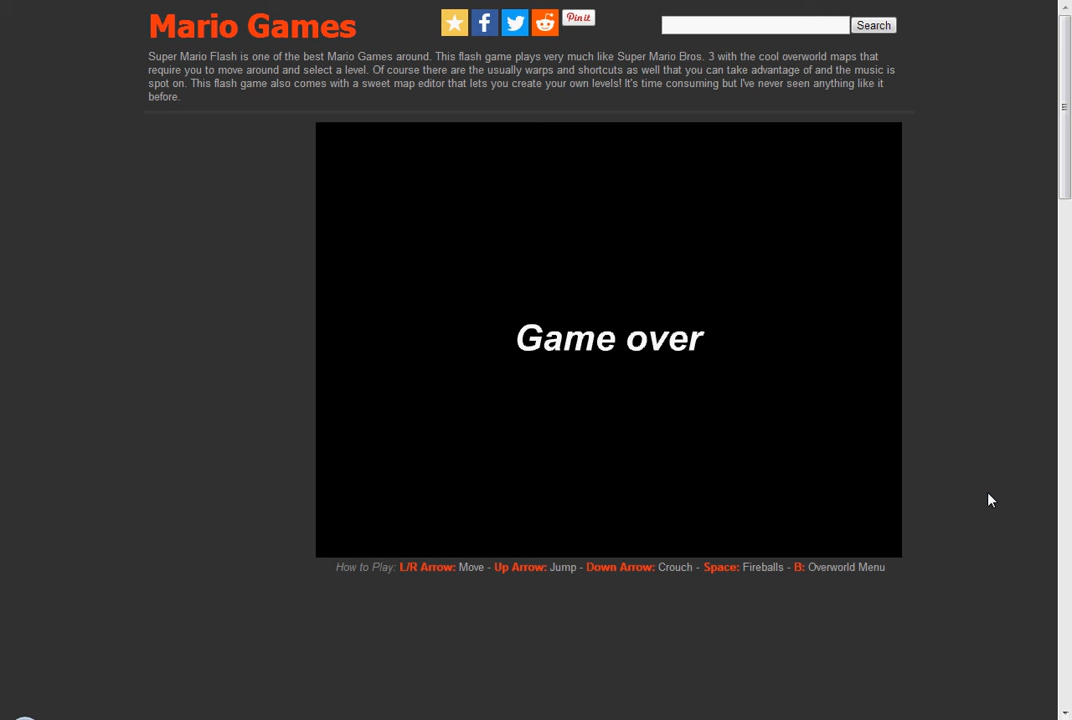 Mario Games
Pin it
Search
Super Mario Flash is one of the best Mario Games around. This flash game plays very much like Super Mario Bros. 3 with the cool overworld maps that
require you to move around and select a level. Of course there are the usually warps and shortcuts as well that you can take advantage of and the music is
spot on. This flash game also comes with a sweet map editor that lets you create your own levels! It's time consuming but I've never seen anything like it
before.
Game over
How to Play: L/R Arrow: Move - Up Arrow: Jump - Down Arrow: Crouch - Space: Fireballs - B: Overworld Menu